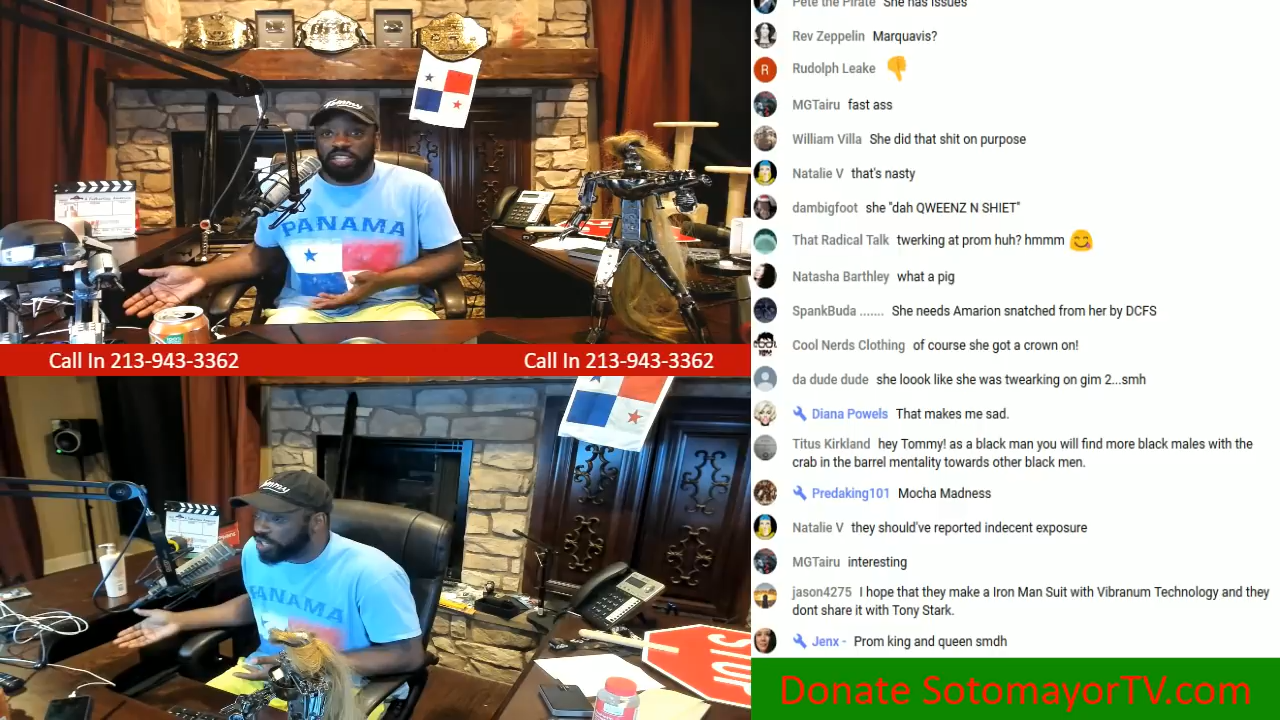 Tommy
PANAMA
Call In 213-943-3362
Call In 213-943-3362
Tommy
PANAMA
STOP
Pete the Pirate She has issues
Rev Zeppelin Marquavis?
R
Rudolph Leake
MGTairu fast ass
William Villa She did that shit on purpose
Natalie V that's nasty
dambigfoot she "dah QWEENZ N SHIET"
That Radical Talk twerking at prom huh? hmmm
Natasha Barthley what a pig
SpankBuda ....... She needs Amarion snatched from her by DCFS
Cool Nerds Clothing of course she got a crown on!
da dude dude she loook like she was twearking on gim 2...smh
Diana Powels That makes me sad.
Titus Kirkland hey Tommy! as a black man you will find more black males with the
crab in the barrel mentality towards other black men.
Predaking101 Mocha Madness
Natalie V they should've reported indecent exposure
MGTairu interesting
jason4275 I hope that they make a Iron Man Suit with Vibranum Technology and they
dont share it with Tony Stark.
Jenx - Prom king and queen smdh
Donate SotomayorTV.com